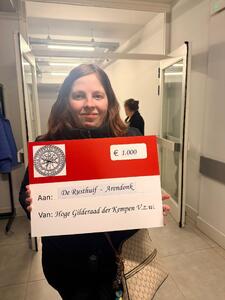 € 1.000
Aan: De Rusthuif - Arendonk
Van: Hoge Gilderaad der Kempen V.z.w.